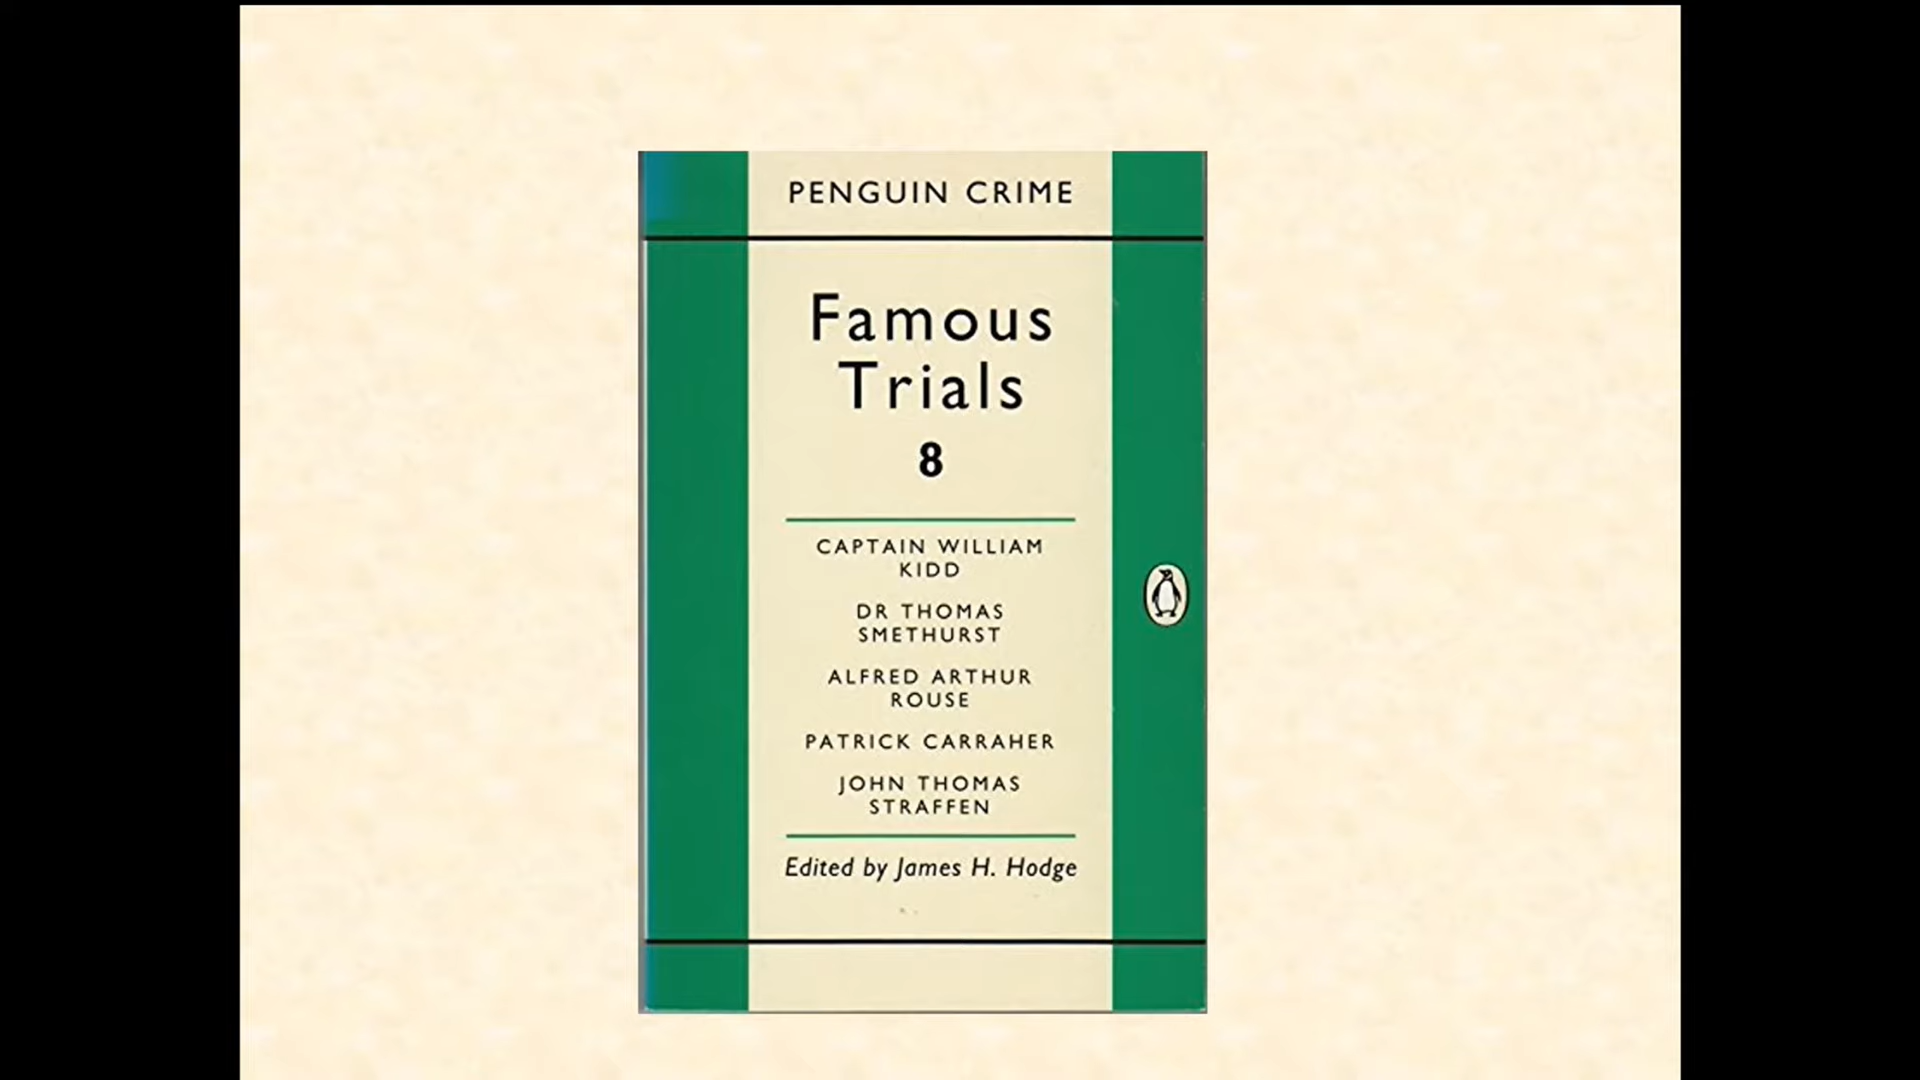 PENGUIN CRIME
Famous
Trials
8
CAPTAIN WILLIAM
KIDD
DR THOMAS
SMETHURST
ALFRED ARTHUR
ROUSE
PATRICK CARRAHER
JOHN THOMAS
STRAFFEN
Edited by James H. Hodge